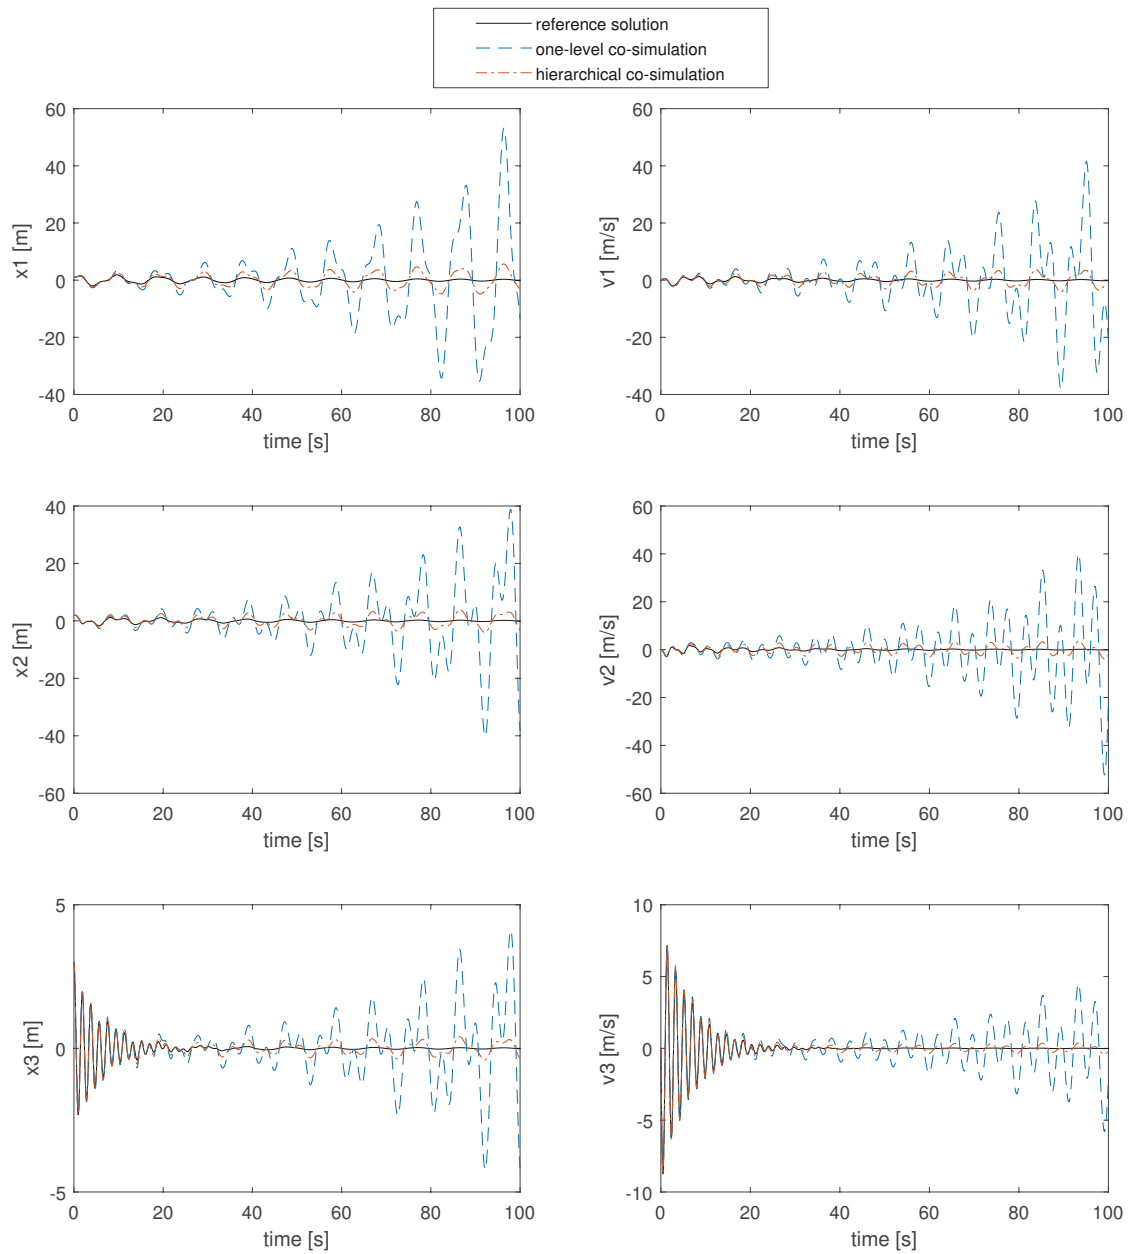 reference solution
one-level co-simulation
hierarchical co-simulation
60
40
20
0
-20
-40
x1 [m]
0 20 40 60 80 100
time [s]
60
40
20
0
-20
-40
v1 [m/s]
0 20 40 60 80 100
time [s]
40
20
0
-20
-40
-60
x2 [m]
0 20 40 60 80 100
time [s]
60
40
20
0
-20
-40
-60
v2 [m/s]
0 20 40 60 80 100
time [s]
5
0
-5
x3 [m]
0 20 40 60 80 100
time [s]
10
5
0
-5
-10
v3 [m/s]
0 20 40 60 80 100
time [s]